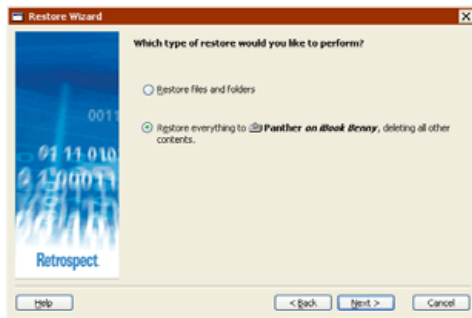 Restore Wizard
Which type of restore would you like to perform?
Restore files and folders
Restore everything to Panther on iBook Benny, deleting all other
contents.
0011
01 11 010
Retrospect
Help
< Back
Next >
Cancel